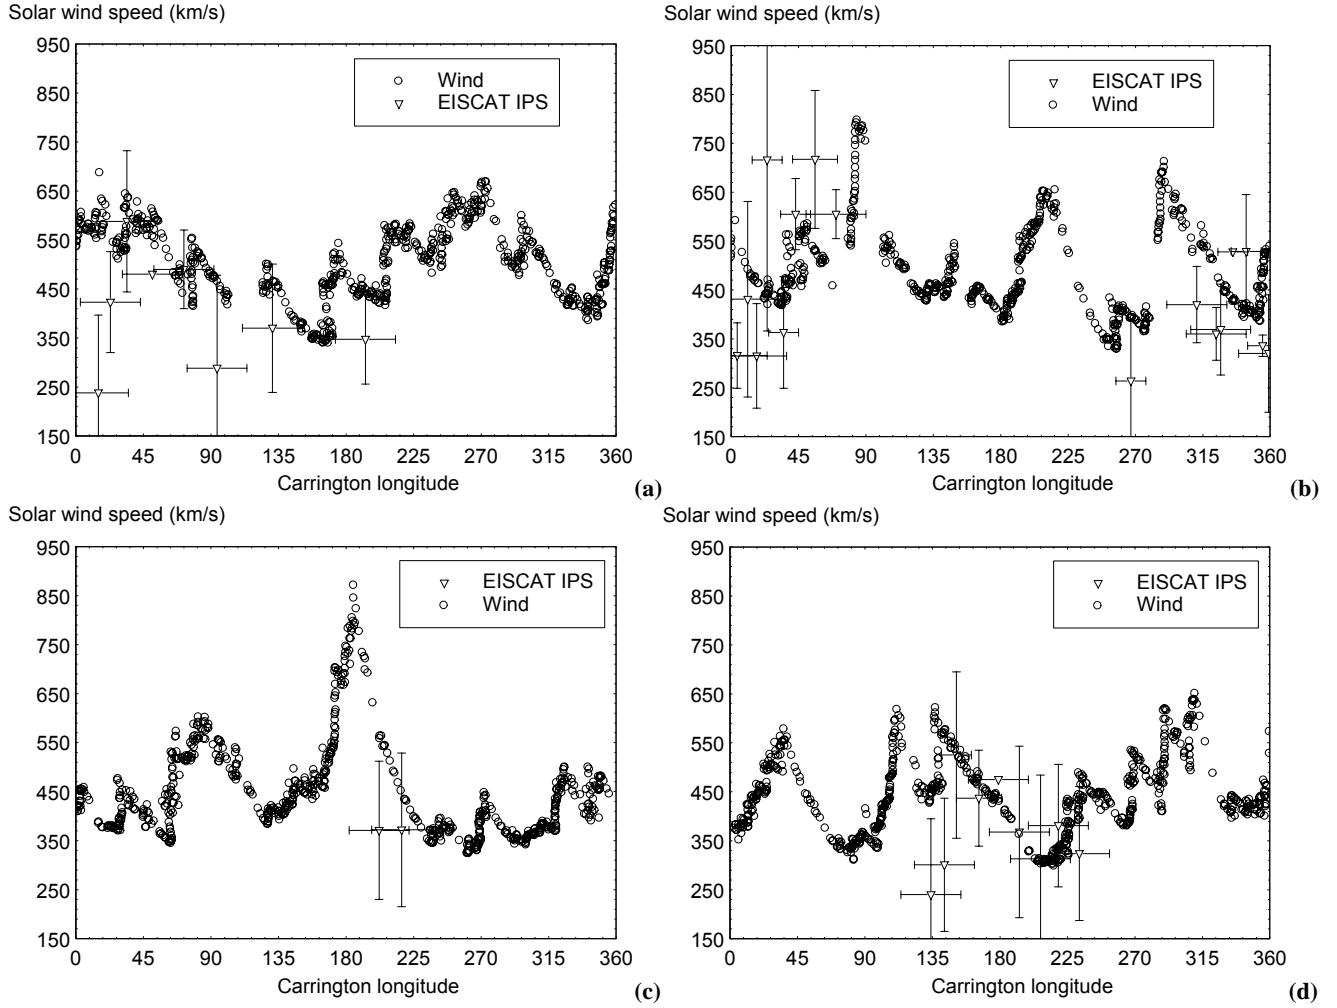 Solar wind speed (km/s)
950
850
750
650
550
450
350
250
150
Wind
EISCAT IPS
0 45 90 135 180 225 270 315 360
Carrington longitude
(a)
Solar wind speed (km/s)
950
850
750
650
550
450
350
250
150
EISCAT IPS
Wind
0 45 90 135 180 225 270 315 360
Carrington longitude
(b)
Solar wind speed (km/s)
950
850
750
650
550
450
350
250
150
EISCAT IPS
Wind
0 45 90 135 180 225 270 315 360
Carrington longitude
(c)
Solar wind speed (km/s)
950
850
750
650
550
450
350
250
150
EISCAT IPS
Wind
0 45 90 135 180 225 270 315 360
Carrington longitude
(d)